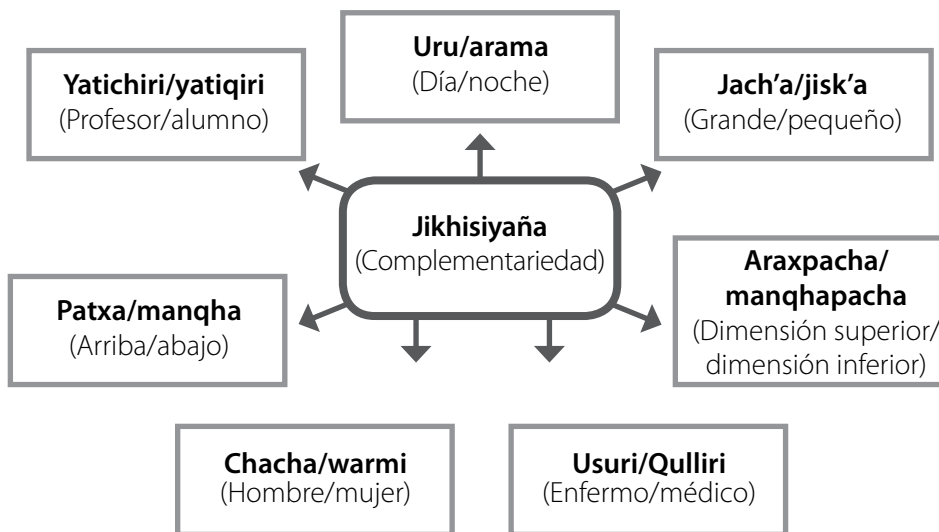 Uru/arama
(Día/noche)
Yatichiri/yatiqiri
(Profesor/alumno)
Jach’a/jisk’a
(Grande/pequeño)
Jikhisiyaña
(Complementariedad)
Patxa/manqha
(Arriba/abajo)
Araxpacha/
manqhapacha
(Dimensión superior/
dimensión inferior)
Chacha/warmi
(Hombre/mujer)
Usuri/Qulliri
(Enfermo/médico)